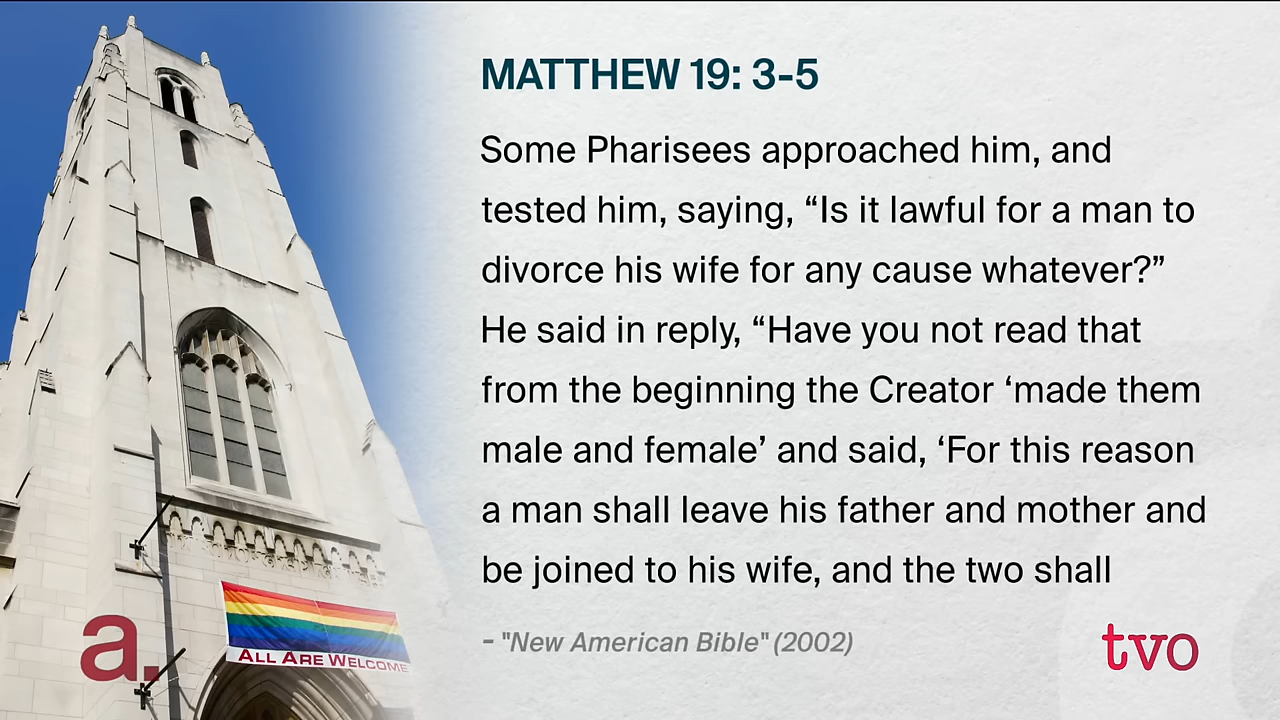 MATTHEW 19: 3-5
Some Pharisees approached him, and
tested him, saying, “Is it lawful for a man to
divorce his wife for any cause whatever?”
He said in reply, “Have you not read that
from the beginning the Creator ‘made them
male and female’ and said, ‘For this reason
a man shall leave his father and mother and
be joined to his wife, and the two shall
- "New American Bible" (2002)
ALL ARE WELCOME
a.
tvo